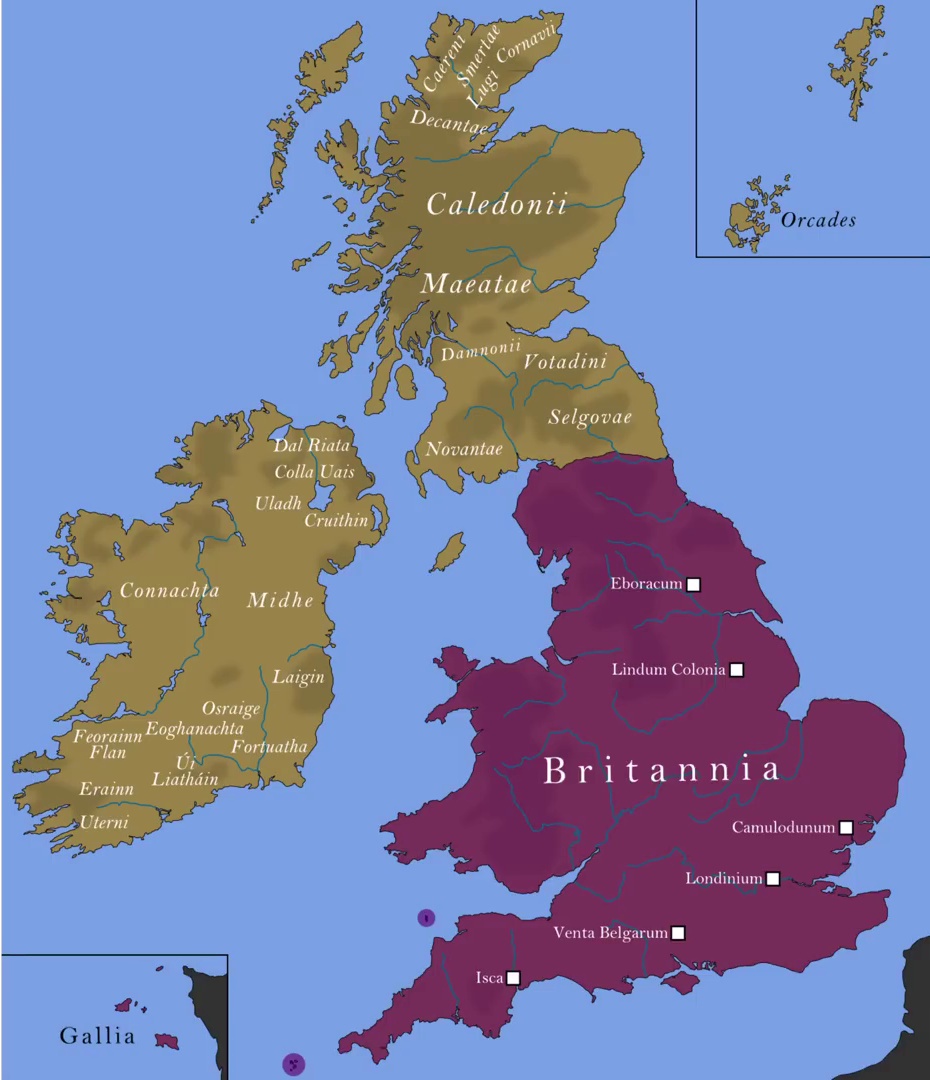 Caereni
Smertae
Cornavii
Lugi
Decantae
Caledonii
Orcades
Maeatae
Damnonii
Votadini
Selgovae
Novantae
Dal Riata
Colla Uais
Uladh
Cruithin
Connachta
Midhe
Laigin
Osraige
Eoghanachta
Feorainn
Flan
Fortuatha
Úi
Liatháin
Erainn
Uterni
Eboracum
Lindum Colonia
Britannia
Camulodunum
Londinium
Venta Belgarum
Isca
Gallia